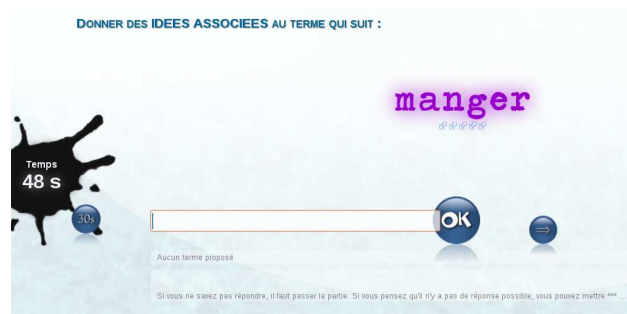 DONNER DES IDEES ASSOCIEES AU TERME QUI SUIT :
manger
Temps
48 s
30s
OK
Aucun terme proposé
Si vous ne savez pas répondre, il faut passer la partie. Si vous pensez qu'il n'y a pas de réponse possible, vous pouvez mettre *** ...